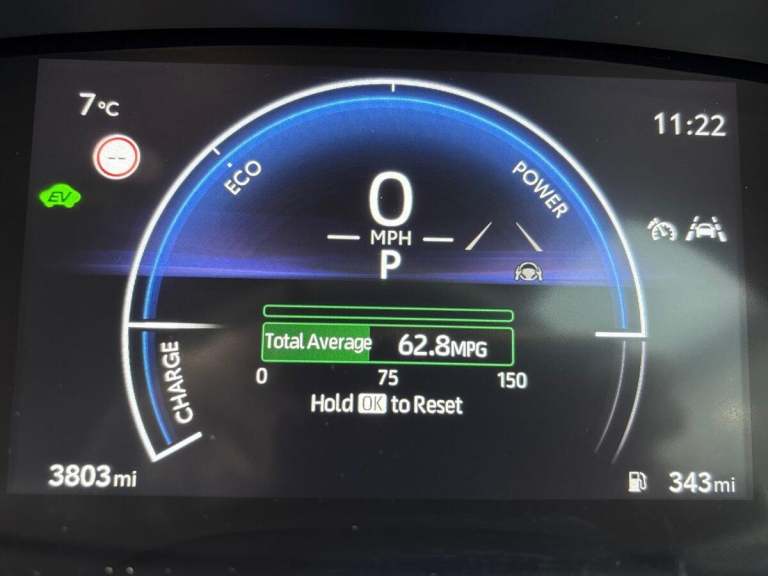 7°C
11:22
--
EV
ECO
POWER
0
MPH
P
CHARGE
Total Average 62.8MPG
0 75 150
Hold OK to Reset
3803mi
343mi